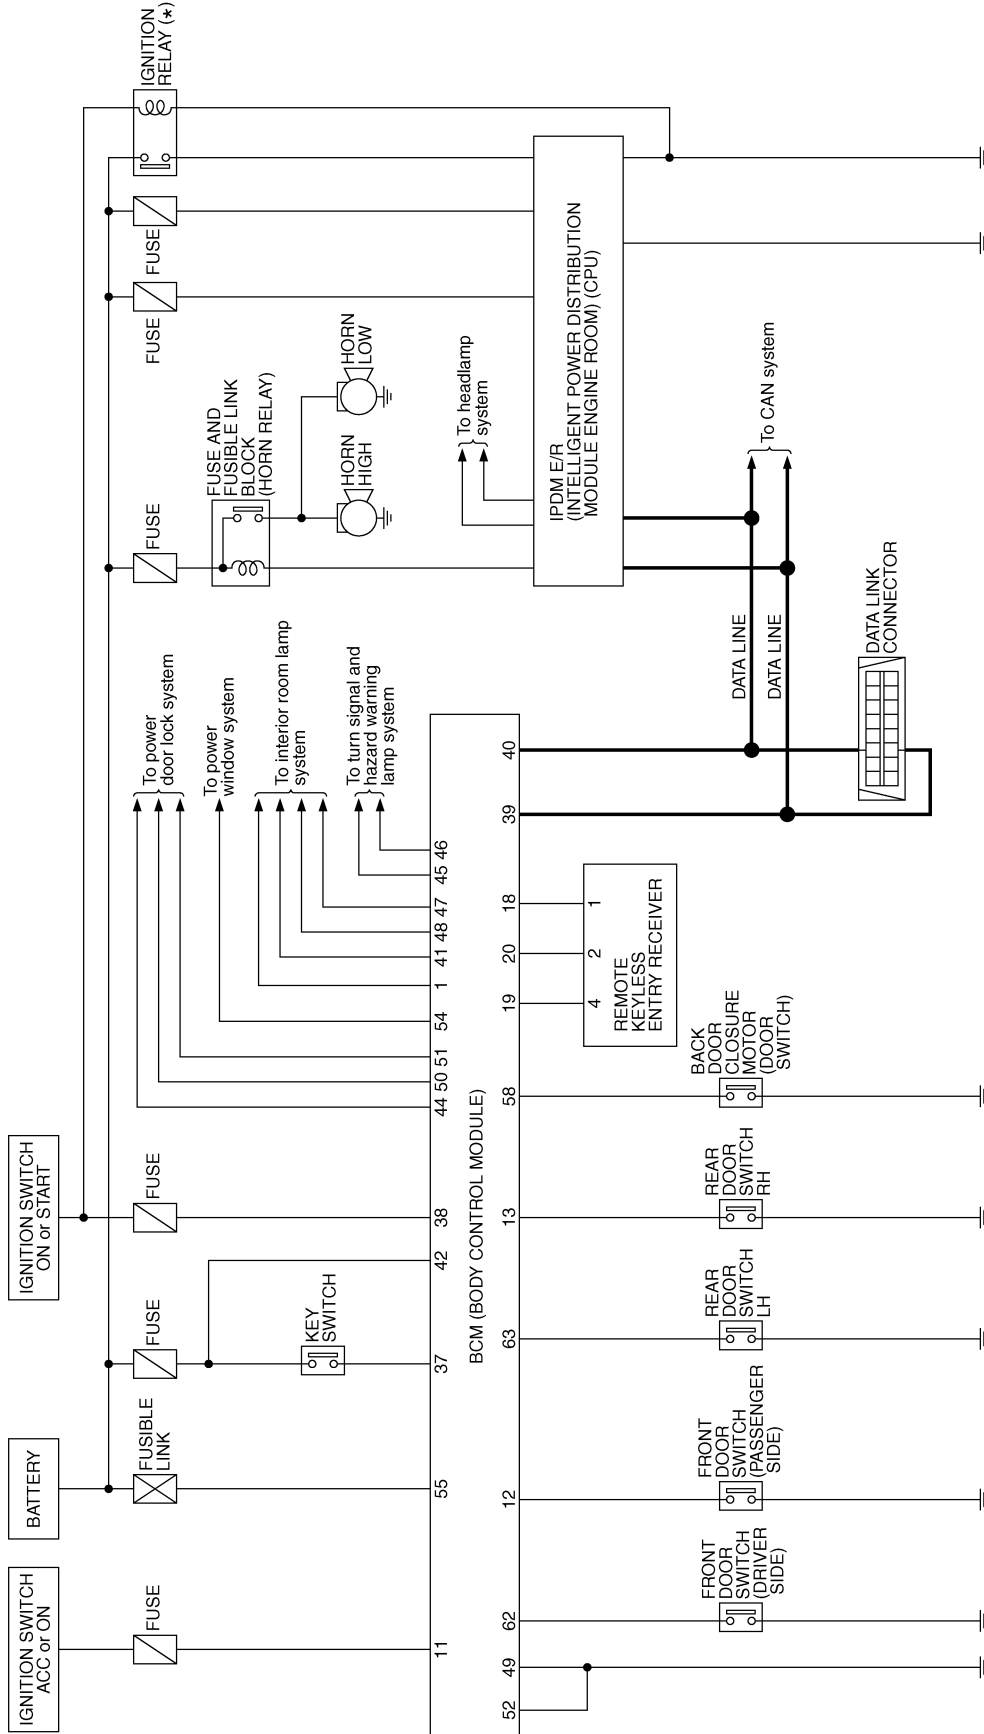 IGNITION SWITCH
ACC or ON
BATTERY
IGNITION SWITCH
ON or START
FUSE
FUSIBLE
LINK
FUSE
FUSE
FUSE
FUSE
FUSE
IGNITION
RELAY (*)
KEY
SWITCH
To power
door lock system
To power
window system
To interior room lamp
system
To turn signal and
hazard warning
lamp system
FUSE AND
FUSIBLE LINK
BLOCK
(HORN RELAY)
HORN
HIGH
HORN
LOW
To headlamp
system
11
55
37
42
38
44
50
51
54
1
41
48
47
45
46
BCM (BODY CONTROL MODULE)
IPDM E/R
(INTELLIGENT POWER DISTRIBUTION
MODULE ENGINE ROOM) (CPU)
52
49
62
12
63
13
58
19
20
18
39
40
4
2
1
REMOTE
KEYLESS
ENTRY RECEIVER
DATA LINE
DATA LINE
To CAN system
DATA LINK
CONNECTOR
FRONT
DOOR
SWITCH
(DRIVER
SIDE)
FRONT
DOOR
SWITCH
(PASSENGER
SIDE)
REAR
DOOR
SWITCH
LH
REAR
DOOR
SWITCH
RH
BACK
DOOR
CLOSURE
MOTOR
(DOOR
SWITCH)